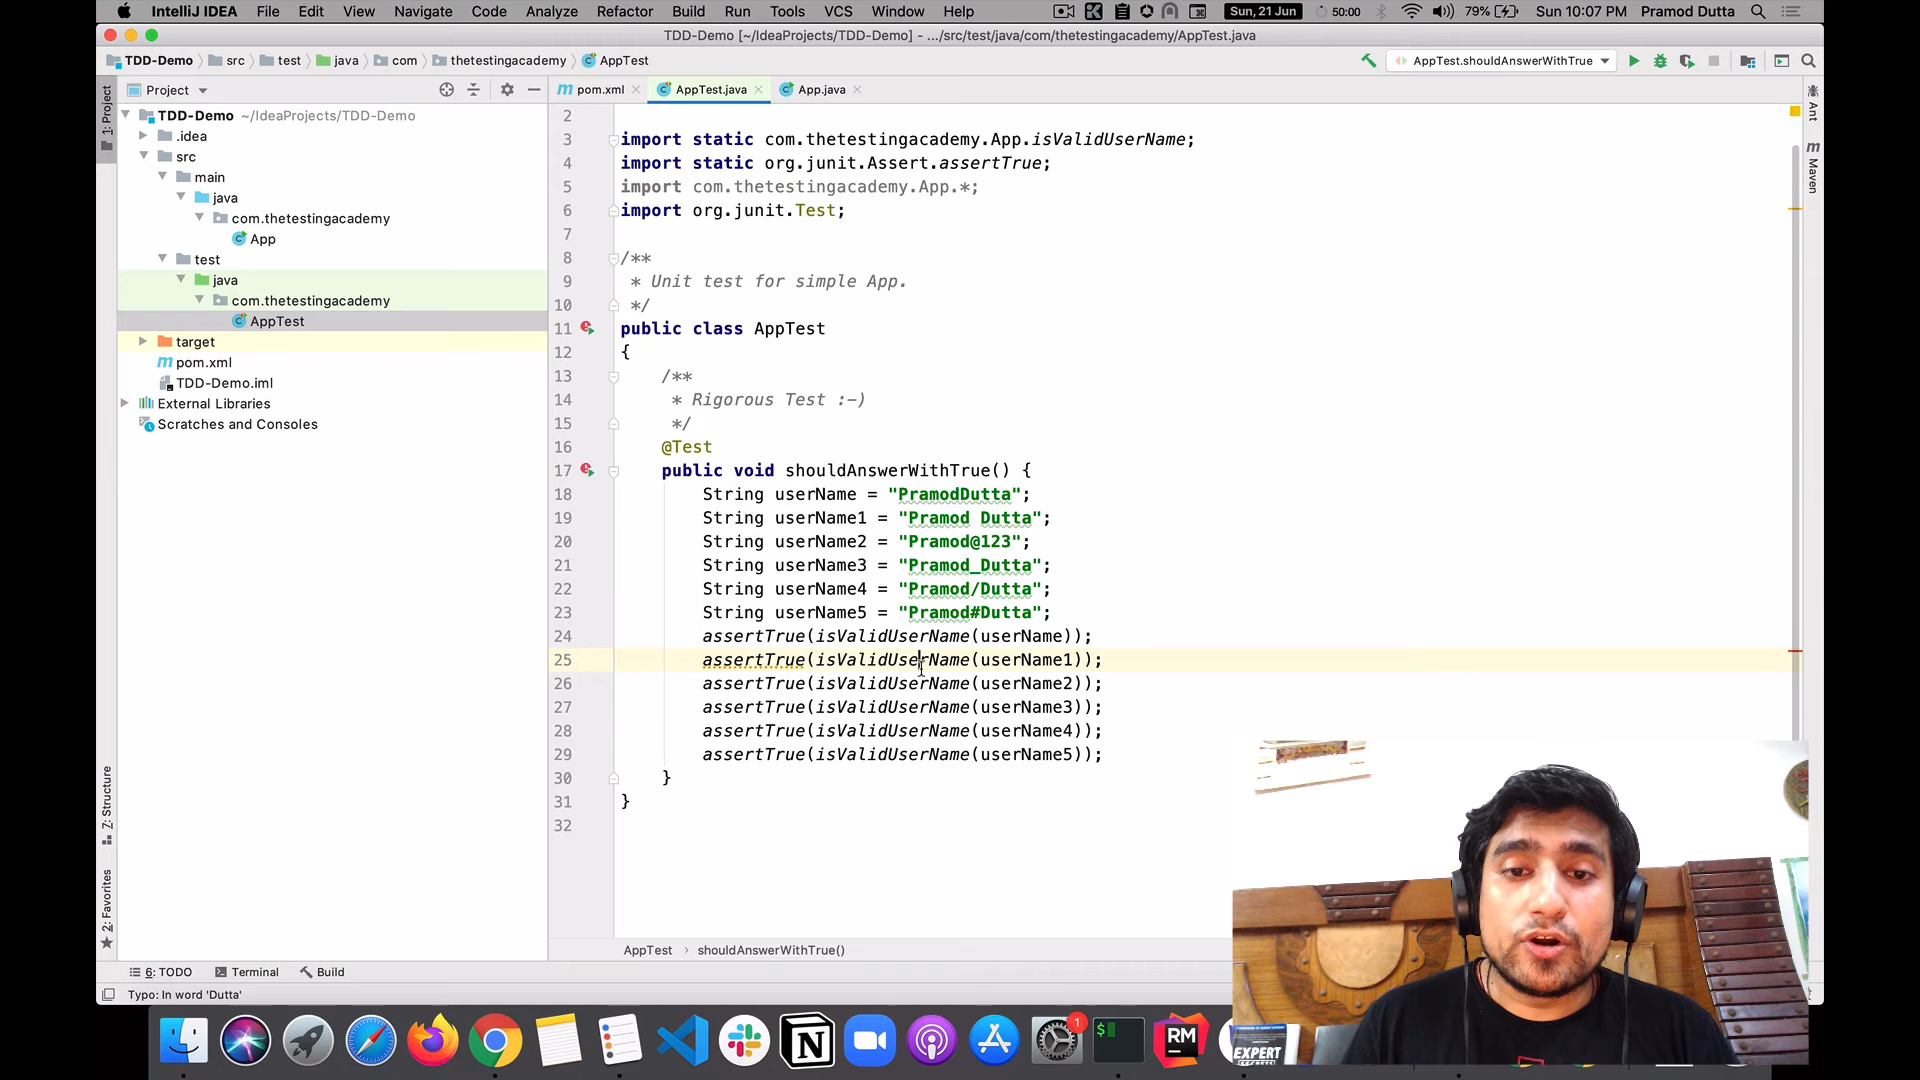 IntelliJ IDEA File Edit View Navigate Code Analyze Refactor Build Run Tools VCS Window Help Sun, 21 Jun 50:00 79% Sun 10:07 PM Pramod Dutta
TDD-Demo [~/IdeaProjects/TDD-Demo] - .../src/test/java/com/thetestingacademy/AppTest.java
TDD-Demo src test java com thetestingacademy AppTest AppTest.shouldAnswerWithTrue
Project
pom.xml AppTest.java App.java
1: Project
Ant
Maven
TDD-Demo ~/IdeaProjects/TDD-Demo
.idea
src
main
java
com.thetestingacademy
App
test
java
com.thetestingacademy
AppTest
target
pom.xml
TDD-Demo.iml
External Libraries
Scratches and Consoles
7: Structure
2: Favorites
2
3 import static com.thetestingacademy.App.isValidUserName;
4 import static org.junit.Assert.assertTrue;
5 import com.thetestingacademy.App.*;
6 import org.junit.Test;
7
8 /**
9 * Unit test for simple App.
10 */
11 public class AppTest
12 {
13 /**
14 * Rigorous Test :-)
15 */
16 @Test
17 public void shouldAnswerWithTrue() {
18 String userName = "PramodDutta";
19 String userName1 = "Pramod Dutta";
20 String userName2 = "Pramod@123";
21 String userName3 = "Pramod_Dutta";
22 String userName4 = "Pramod/Dutta";
23 String userName5 = "Pramod#Dutta";
24 assertTrue(isValidUserName(userName));
25 assertTrue(isValidUserName(userName1));
26 assertTrue(isValidUserName(userName2));
27 assertTrue(isValidUserName(userName3));
28 assertTrue(isValidUserName(userName4));
29 assertTrue(isValidUserName(userName5));
30 }
31 }
32
AppTest › shouldAnswerWithTrue()
6: TODO Terminal Build
Typo: In word 'Dutta'
1
$
RM
EXPERT